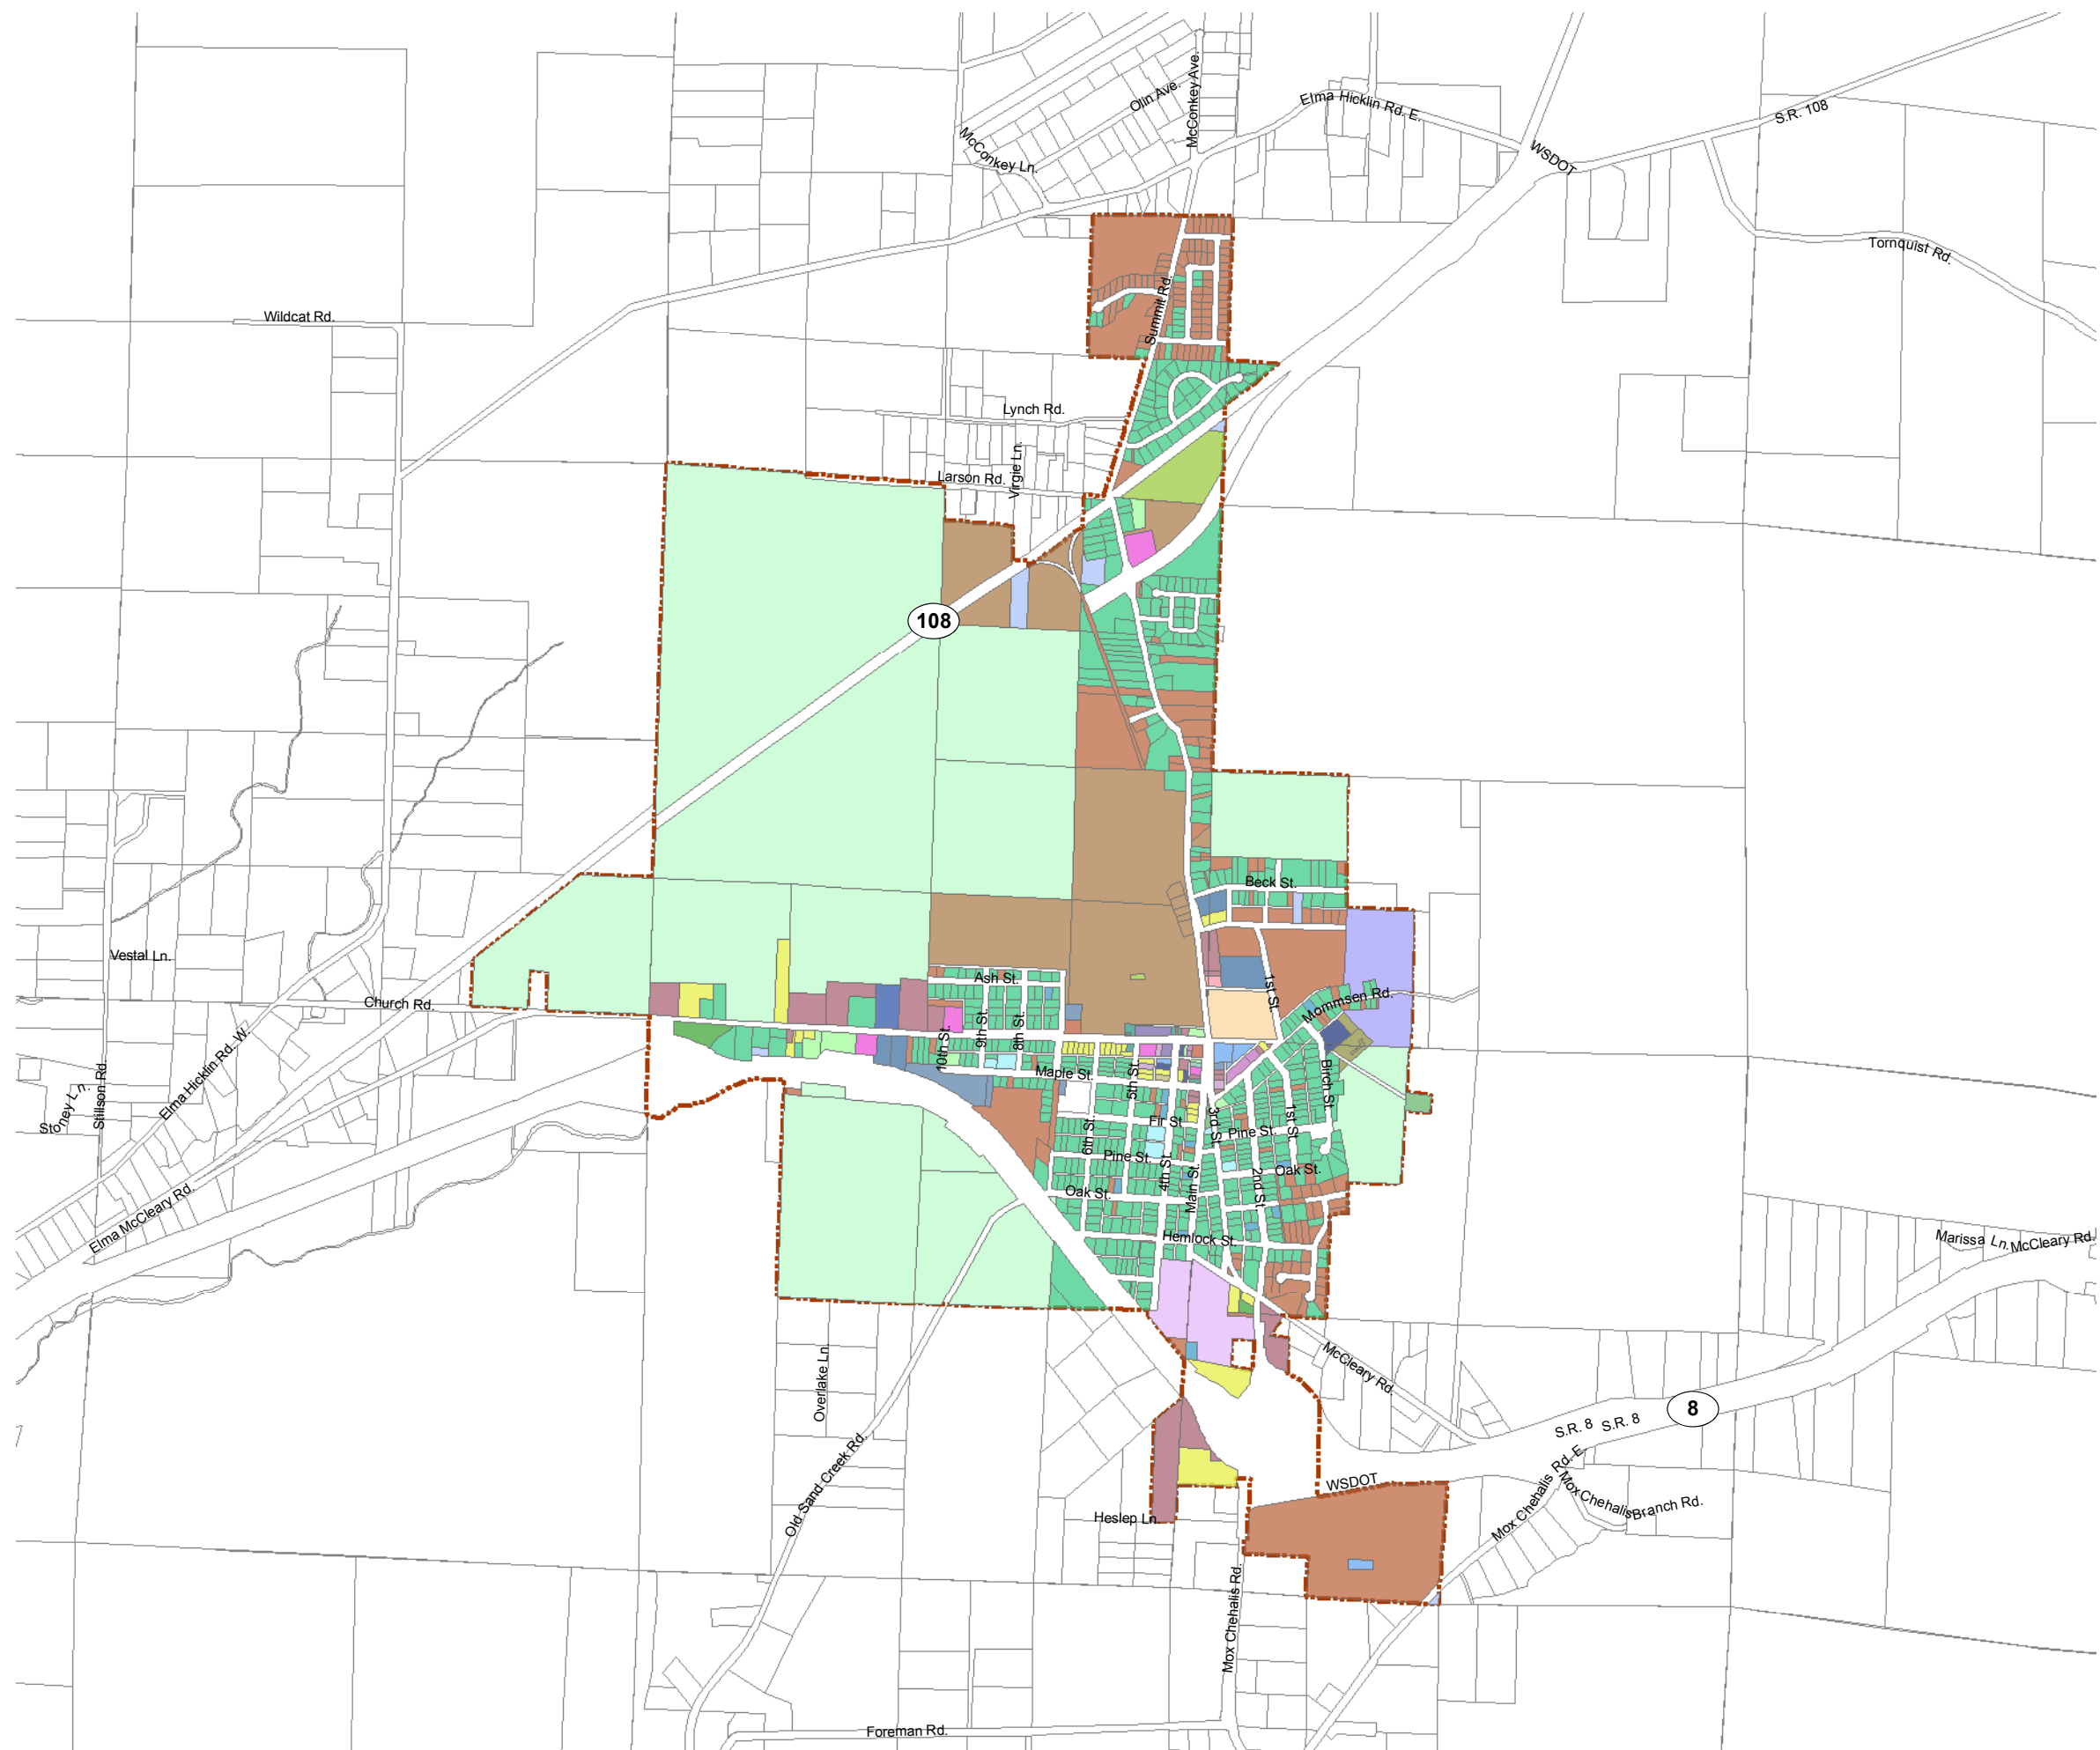 McConkey Ave.
Olin Ave.
Elma Hicklin Rd. E.
S.R. 108
McConkey Ln.
WSDOT
Tornquist Rd.
Wildcat Rd.
Summit Rd.
Lynch Rd.
Virgie Ln.
Larson Rd.
108
Beck St.
Vestal Ln.
Ash St.
1st St.
Mommsen Rd.
Church Rd.
10th St.
9th St.
8th St.
Elma Hicklin Rd. W.
Stillson Rd.
Stoney Ln.
Maple St.
5th St.
Birch St.
Fir St
3rd St.
1st St.
6th St.
Pine St.
Pine St.
4th St.
Main St.
2nd St.
Oak St.
Oak St.
Elma McCleary Rd.
Hemlock St.
Marissa Ln.
McCleary Rd.
McCleary Rd.
Overlake Ln.
8
S.R. 8
S.R. 8
Old Sand Creek Rd.
WSDOT
Mox Chehalis Rd. E.
Mox Chehalis
Branch Rd.
Heslep Ln.
Mox Chehalis Rd.
Foreman Rd.